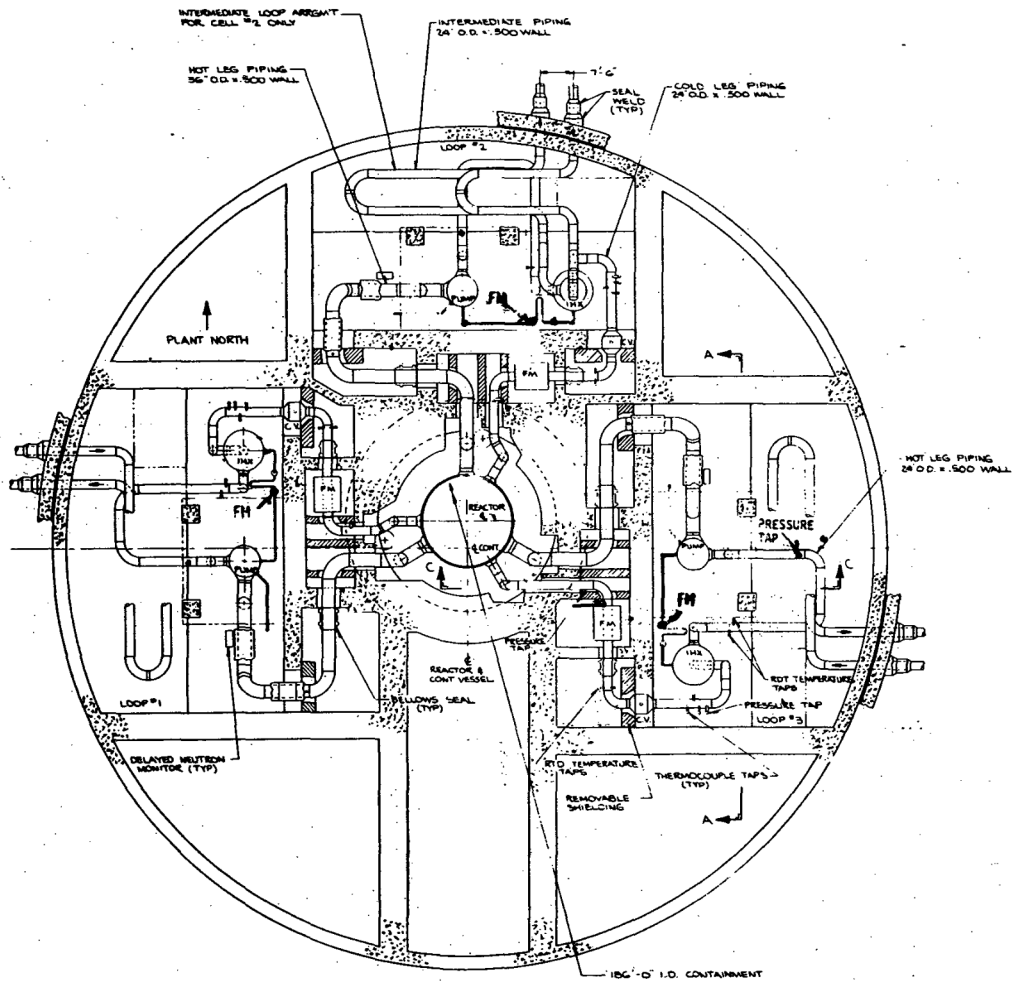 INTERMEDIATE LOOP ARRGM'T
FOR CELL #2 ONLY
INTERMEDIATE PIPING
24" O.D. x .500 WALL
HOT LEG PIPING
36" O.D. x .500 WALL
7'-6"
SEAL
WELD
(TYP)
COLD LEG PIPING
24" O.D. x .500 WALL
LOOP #2
PUMP
FM
IHX
C.V.
PLANT NORTH
A
FM
C.V.
IHX
FM
FM
HOT LEG PIPING
24" O.D. x .500 WALL
REACTOR
& CONT.
PRESSURE
TAP
PUMP
PUMP
C
C
FM
FM
IHX
PRESSURE
TAP
℄
REACTOR &
CONT VESSEL
RDT TEMPERATURE
TAPS
BELLOWS SEAL
(TYP)
PRESSURE TAP
LOOP #1
LOOP #3
C.V.
DELAYED NEUTRON
MONITOR (TYP)
RTD TEMPERATURE
TAPS
THERMOCOUPLE TAPS
(TYP)
REMOVABLE
SHIELDING
A
186'-0" I.D. CONTAINMENT